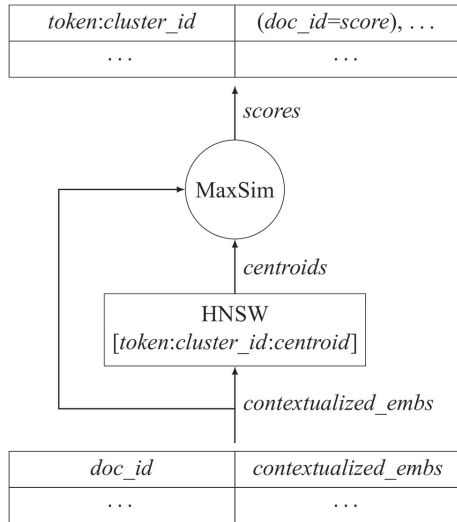 token:cluster_id (doc_id=score), ...
... ...
scores
MaxSim
centroids
HNSW
[token:cluster_id:centroid]
contextualized_embs
doc_id contextualized_embs
... ...